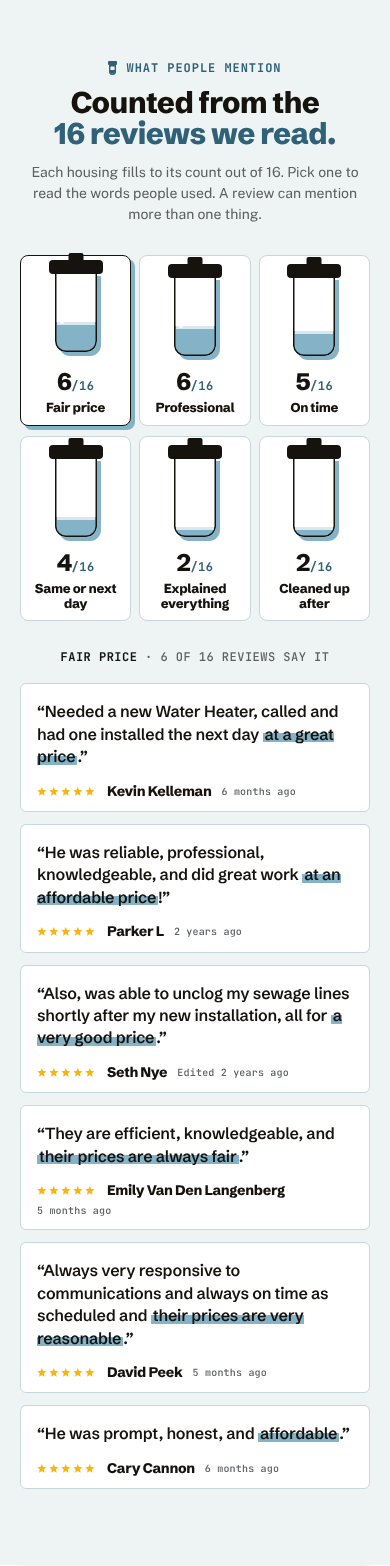 WHAT PEOPLE MENTION
Counted from the
16 reviews we read.
Each housing fills to its count out of 16. Pick one to
read the words people used. A review can mention
more than one thing.
6/16
Fair price
6/16
Professional
5/16
On time
4/16
Same or next
day
2/16
Explained
everything
2/16
Cleaned up
after
FAIR PRICE · 6 OF 16 REVIEWS SAY IT
“Needed a new Water Heater, called and
had one installed the next day at a great
price.”
★★★★★ Kevin Kelleman 6 months ago
“He was reliable, professional,
knowledgeable, and did great work at an
affordable price!”
★★★★★ Parker L 2 years ago
“Also, was able to unclog my sewage lines
shortly after my new installation, all for a
very good price.”
★★★★★ Seth Nye Edited 2 years ago
“They are efficient, knowledgeable, and
their prices are always fair.”
★★★★★ Emily Van Den Langenberg
5 months ago
“Always very responsive to
communications and always on time as
scheduled and their prices are very
reasonable.”
★★★★★ David Peek 5 months ago
“He was prompt, honest, and affordable.”
★★★★★ Cary Cannon 6 months ago